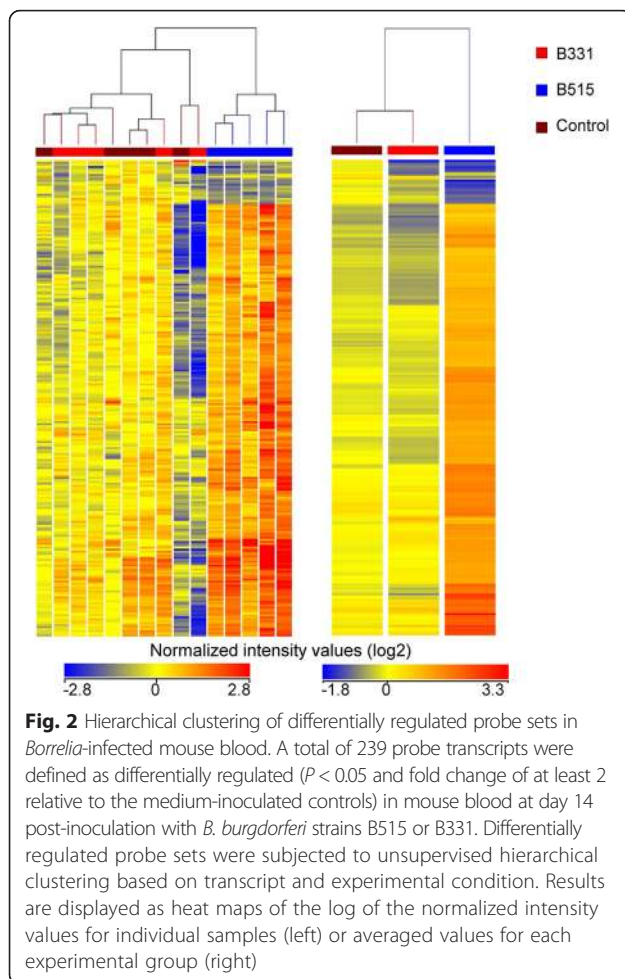 B331
B515
Control
Normalized intensity values (log2)
-2.8 0 2.8 -1.8 0 3.3
Fig. 2 Hierarchical clustering of differentially regulated probe sets in
Borrelia-infected mouse blood. A total of 239 probe transcripts were
defined as differentially regulated (P < 0.05 and fold change of at least 2
relative to the medium-inoculated controls) in mouse blood at day 14
post-inoculation with B. burgdorferi strains B515 or B331. Differentially
regulated probe sets were subjected to unsupervised hierarchical
clustering based on transcript and experimental condition. Results
are displayed as heat maps of the log of the normalized intensity
values for individual samples (left) or averaged values for each
experimental group (right)